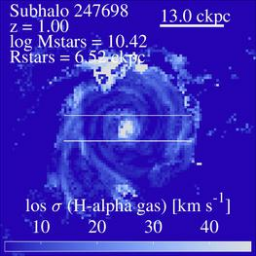 Subhalo 247698
13.0 ckpc
z = 1.00
log Mstars = 10.42
Rstars = 6.52 ckpc
los σ (H-alpha gas) [km s⁻¹]
10 20 30 40